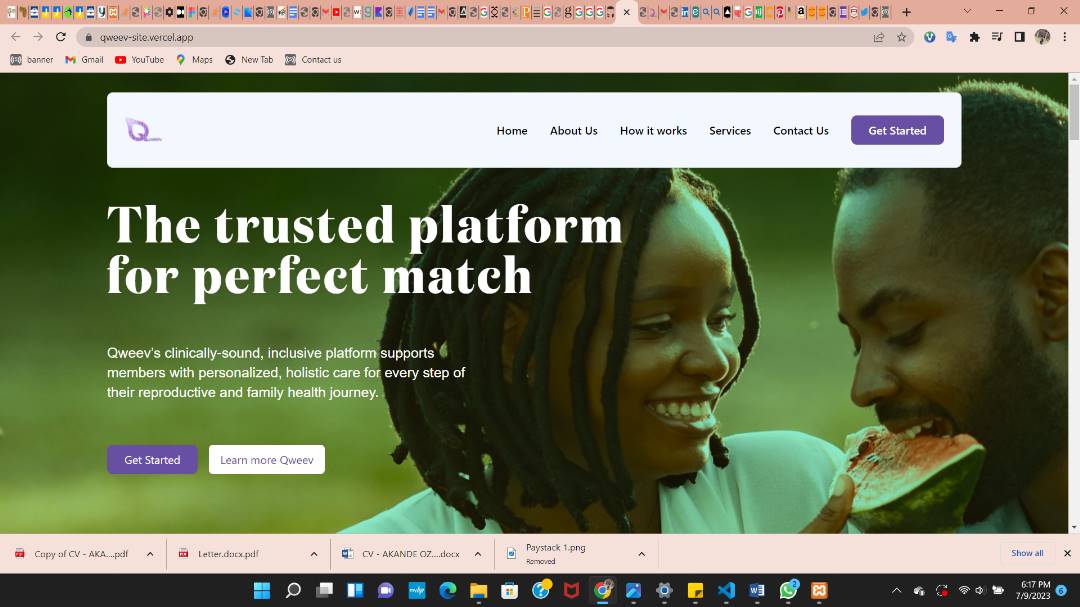 qweev-site.vercel.app
banner
Gmail
YouTube
Maps
New Tab
Contact us
Q
Home
About Us
How it works
Services
Contact Us
Get Started
The trusted platform
for perfect match
Qweev's clinically-sound, inclusive platform supports
members with personalized, holistic care for every step of
their reproductive and family health journey.
Get Started
Learn more Qweev
Copy of CV - AKA....pdf
Letter.docx.pdf
CV - AKANDE OZ....docx
Paystack 1.png
Removed
Show all
6:17 PM
7/9/2023
6
2